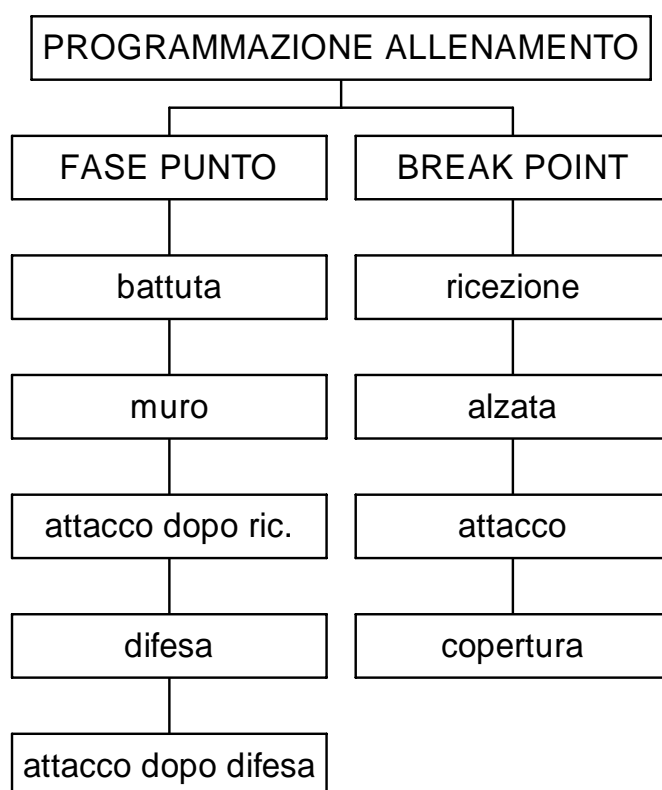 PROGRAMMAZIONE ALLENAMENTO
FASE PUNTO
battuta
muro
attacco dopo ric.
difesa
attacco dopo difesa
BREAK POINT
ricezione
alzata
attacco
copertura